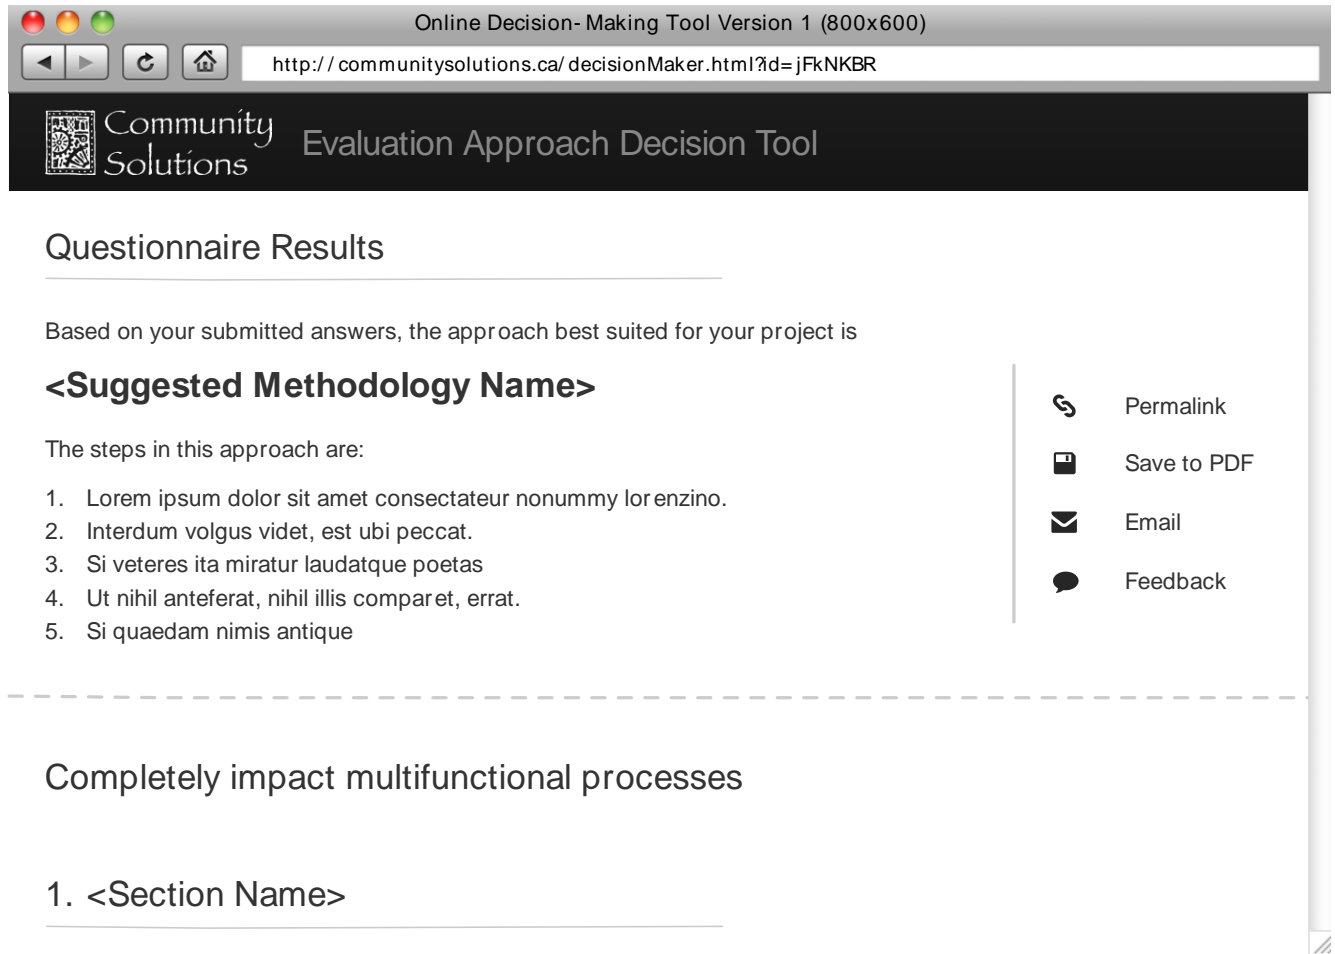 Online Decision-Making Tool Version 1 (800x600)
http://communitysolutions.ca/decisionMaker.html?id=jFkNKBR
Community
Solutions
Evaluation Approach Decision Tool
Questionnaire Results
Based on your submitted answers, the approach best suited for your project is
<Suggested Methodology Name>
The steps in this approach are:
1. Lorem ipsum dolor sit amet consectateur nonummy lorenzino.
2. Interdum volgus videt, est ubi peccat.
3. Si veteres ita miratur laudatque poetas
4. Ut nihil anteferat, nihil illis comparet, errat.
5. Si quaedam nimis antique
Permalink
Save to PDF
Email
Feedback
Completely impact multifunctional processes
1. <Section Name>